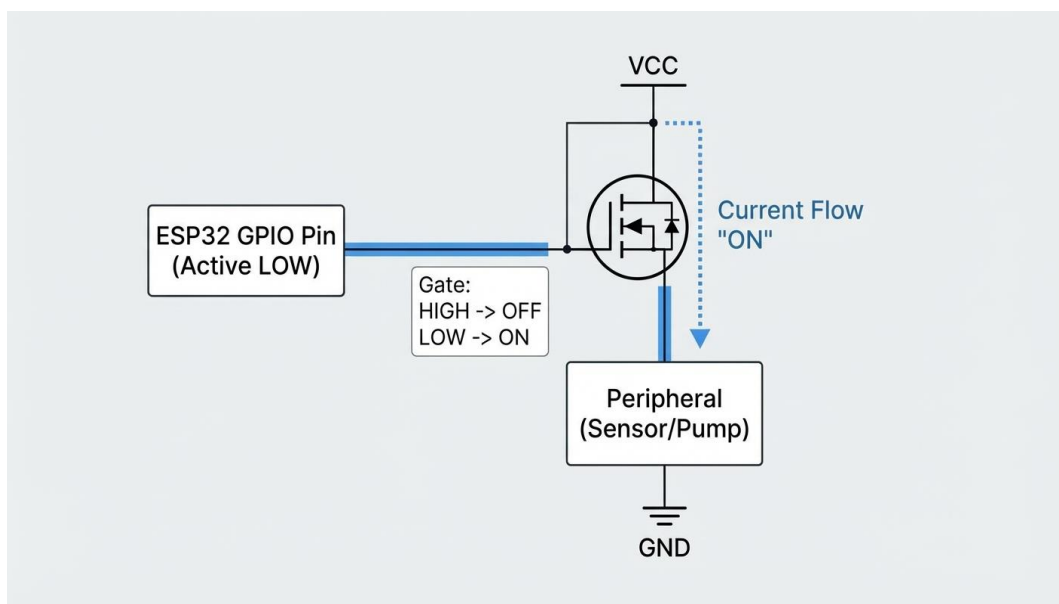 VCC
ESP32 GPIO Pin
(Active LOW)
Gate:
HIGH -> OFF
LOW -> ON
Current Flow
"ON"
Peripheral
(Sensor/Pump)
GND